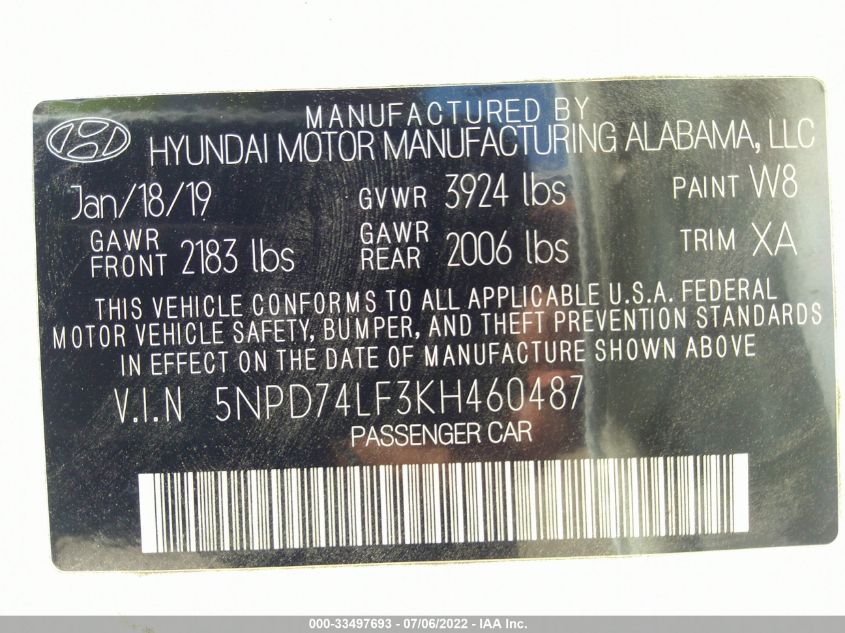 MANUFACTURED BY
HYUNDAI MOTOR MANUFACTURING ALABAMA, LLC
Jan/18/19 GVWR 3924 lbs PAINT W8
GAWR FRONT 2183 lbs GAWR REAR 2006 lbs TRIM XA
THIS VEHICLE CONFORMS TO ALL APPLICABLE U.S.A. FEDERAL
MOTOR VEHICLE SAFETY, BUMPER, AND THEFT PREVENTION STANDARDS
IN EFFECT ON THE DATE OF MANUFACTURE SHOWN ABOVE
V.I.N 5NPD74LF3KH460487
PASSENGER CAR
000-33497693 - 07/06/2022 - IAA Inc.